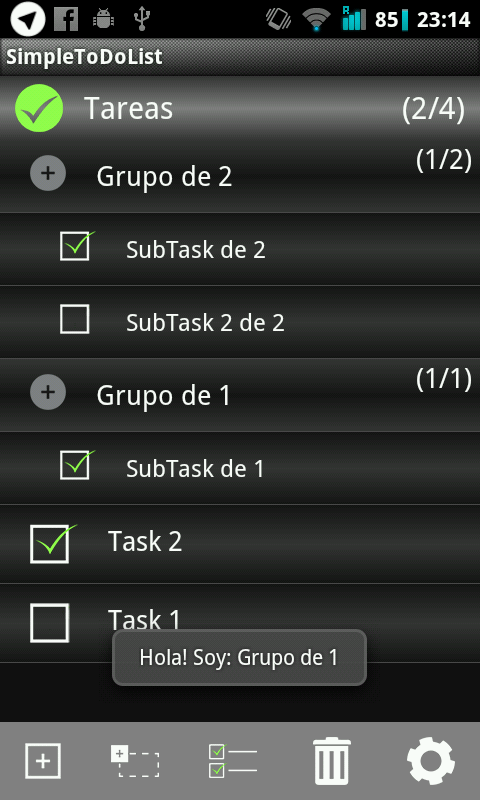 85 23:14
SimpleToDoList
Tareas (2/4)
Grupo de 2 (1/2)
SubTask de 2
SubTask 2 de 2
Grupo de 1 (1/1)
SubTask de 1
Task 2
Task 1
Hola! Soy: Grupo de 1